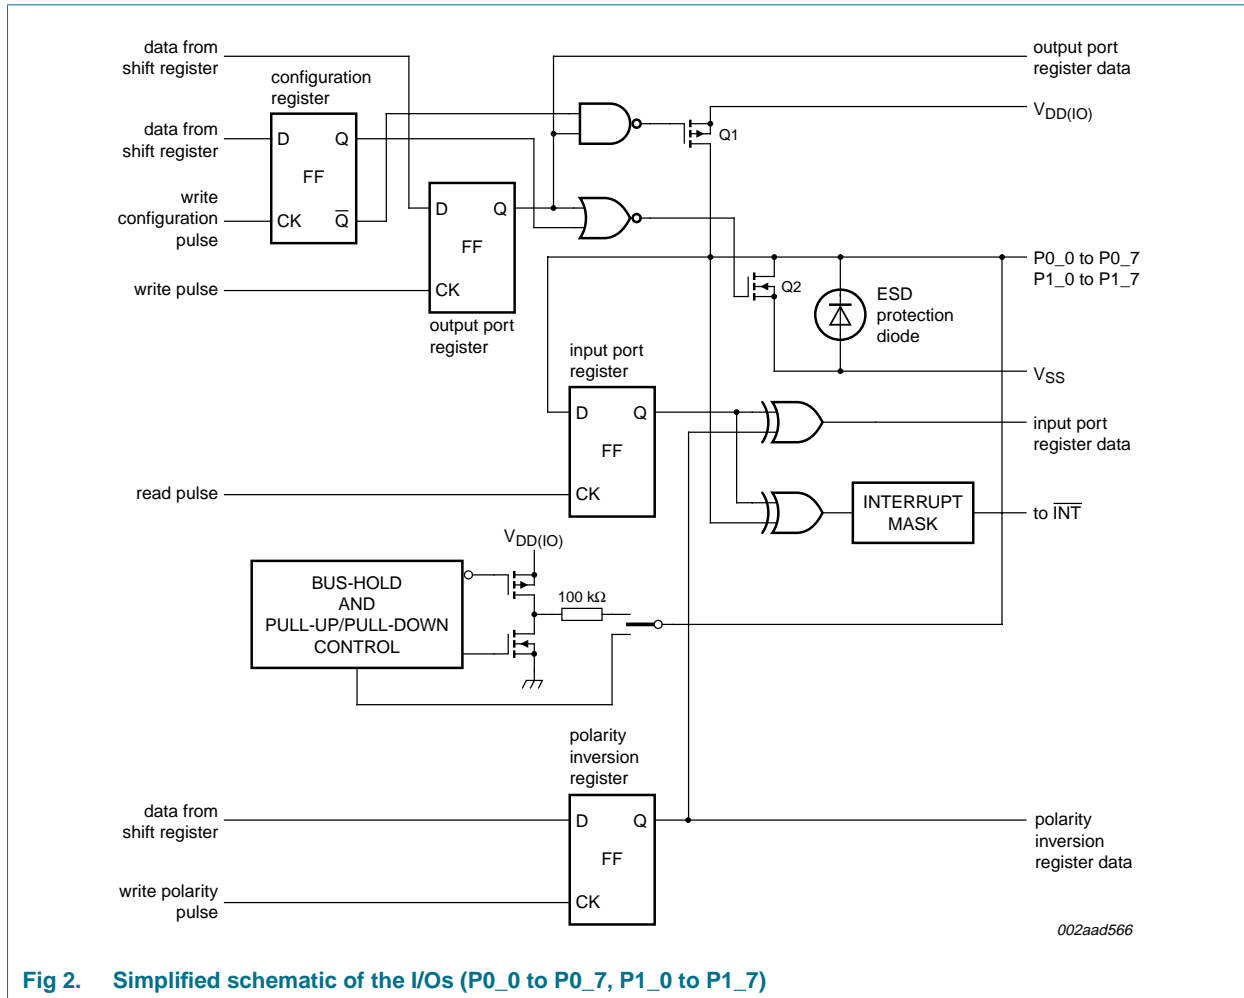 data from
shift register
configuration
register
output port
register data
VDD(IO)
Q1
data from
shift register
D
Q
FF
write
configuration
pulse
CK
Q̅
D
Q
FF
CK
write pulse
output port
register
P0_0 to P0_7
P1_0 to P1_7
Q2
ESD
protection
diode
VSS
input port
register
D
Q
FF
CK
read pulse
input port
register data
INTERRUPT
MASK
to I̅N̅T̅
VDD(IO)
BUS-HOLD
AND
PULL-UP/PULL-DOWN
CONTROL
100 kΩ
polarity
inversion
register
data from
shift register
D
Q
FF
CK
write polarity
pulse
polarity
inversion
register data
002aad566
Fig 2. Simplified schematic of the I/Os (P0_0 to P0_7, P1_0 to P1_7)